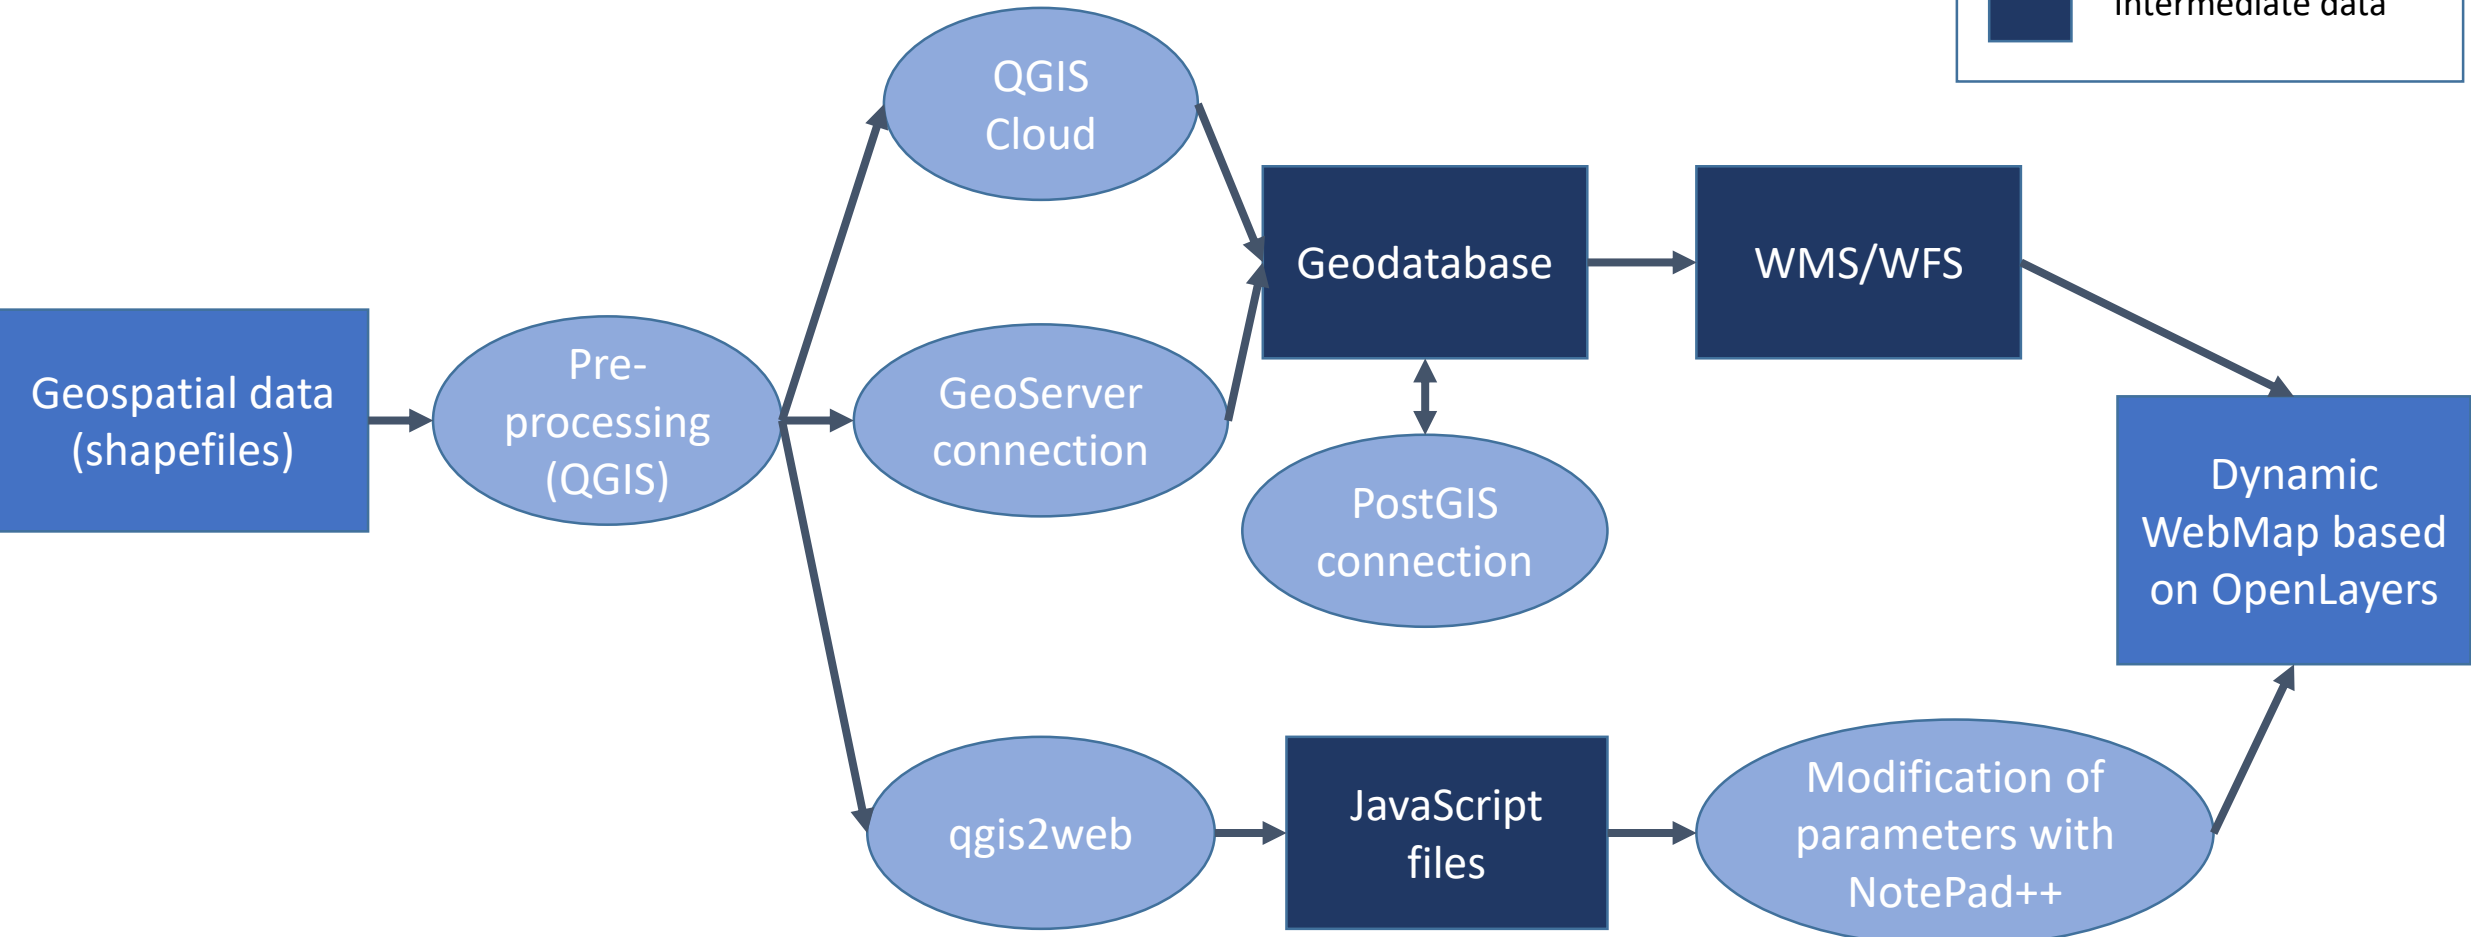 Intermediate data
QGIS
Cloud
Geodatabase
WMS/WFS
Geospatial data
(shapefiles)
Pre-
processing
(QGIS)
GeoServer
connection
PostGIS
connection
Dynamic
WebMap based
on OpenLayers
qgis2web
JavaScript
files
Modification of
parameters with
NotePad++